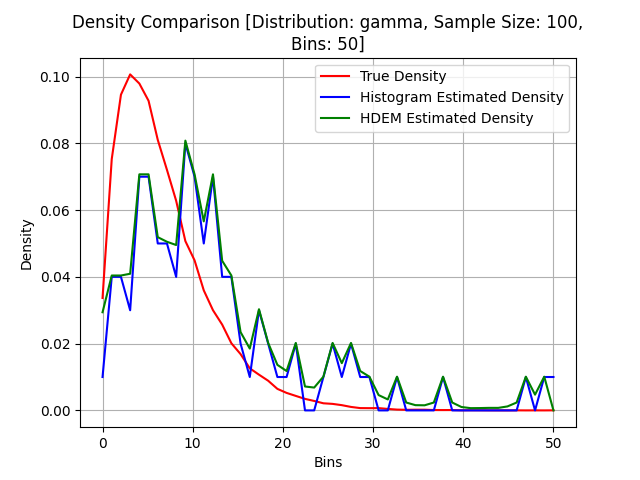 Density Comparison [Distribution: gamma, Sample Size: 100,
Bins: 50]
True Density
Histogram Estimated Density
HDEM Estimated Density
Density
0.10
0.08
0.06
0.04
0.02
0.00
0 10 20 30 40 50
Bins